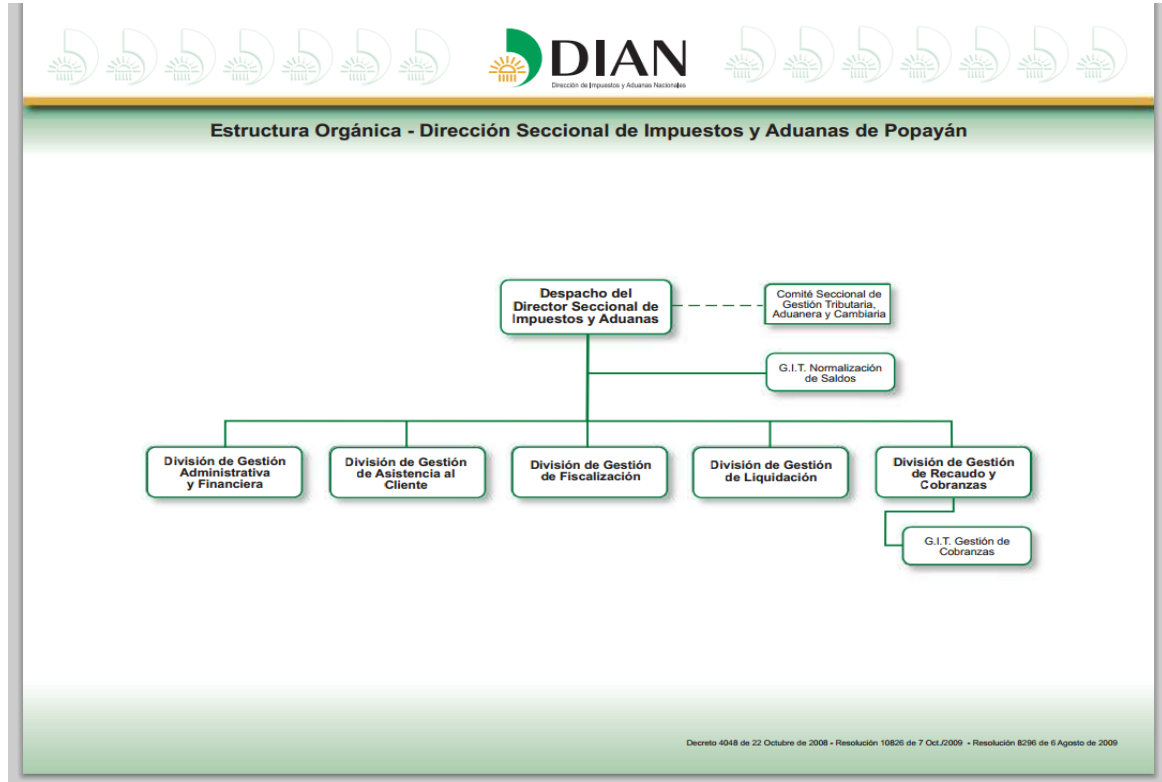 DIAN
Dirección de Impuestos y Aduanas Nacionales
Estructura Orgánica - Dirección Seccional de Impuestos y Aduanas de Popayán
Despacho del
Director Seccional de
Impuestos y Aduanas
Comité Seccional de
Gestión Tributaria,
Aduanera y Cambiaria
G.I.T. Normalización
de Saldos
División de Gestión
Administrativa
y Financiera
División de Gestión
de Asistencia al
Cliente
División de Gestión
de Fiscalización
División de Gestión
de Liquidación
División de Gestión
de Recaudo y
Cobranzas
G.I.T. Gestión de
Cobranzas
Decreto 4048 de 22 Octubre de 2008 - Resolución 10826 de 7 Oct./2009 - Resolución 8296 de 6 Agosto de 2009